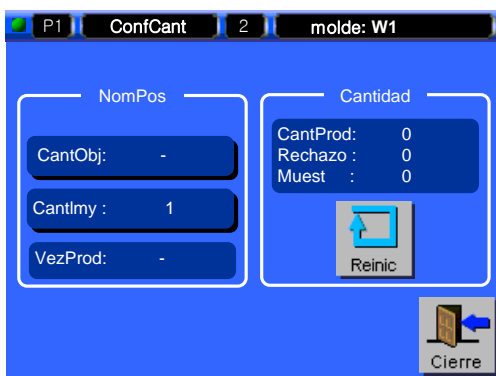 P1 ConfCant 2 molde: W1
NomPos
CantObj: -
CantImy : 1
VezProd: -
Cantidad
CantProd: 0
Rechazo : 0
Muest : 0
Reinic
Cierre